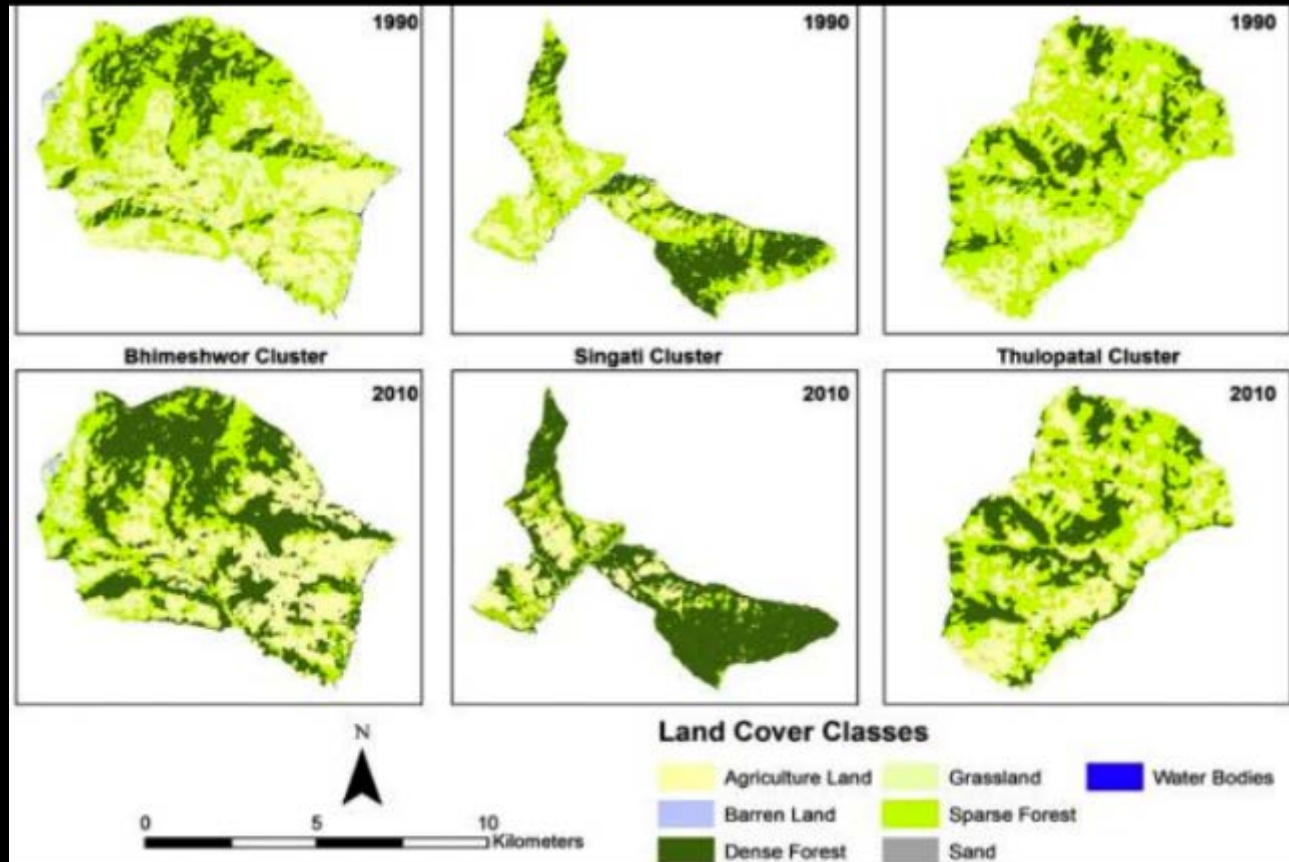 1990
1990
1990
Bhimeshwor Cluster
Singati Cluster
Thulopatal Cluster
2010
2010
2010
N
0
5
10
Kilometers
Land Cover Classes
Agriculture Land
Grassland
Water Bodies
Barren Land
Sparse Forest
Dense Forest
Sand